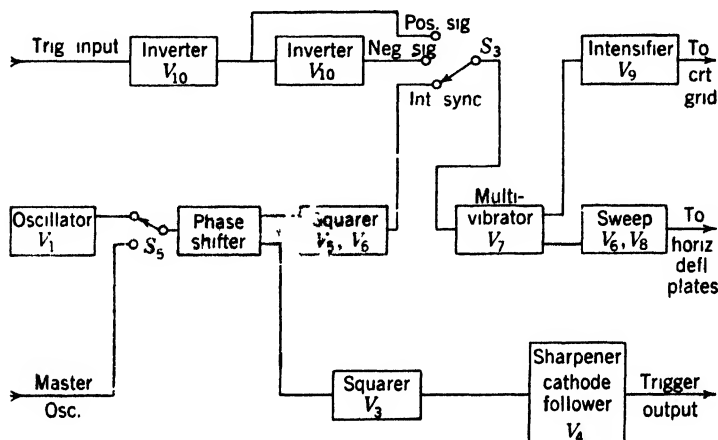 Trig input
Inverter
V10
Inverter
V10
Pos. sig
Neg sig
S3
Int sync
Intensifier
V9
To
crt
grid
Oscillator
V1
S5
Phase
shifter
Squarer
V5, V6
Multi-
vibrator
V7
Sweep
V6, V8
To
horiz
defl
plates
Master
Osc.
Squarer
V3
Sharpener
cathode
follower
V4
Trigger
output